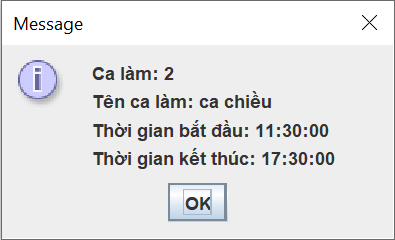 Message
Ca làm: 2
Tên ca làm: ca chiều
Thời gian bắt đầu: 11:30:00
Thời gian kết thúc: 17:30:00
OK